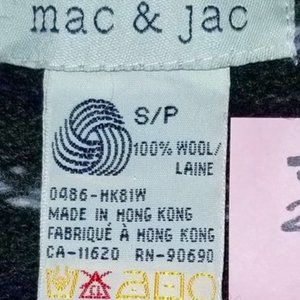 mac & jac
S/P
100% WOOL/
LAINE
0486-HK81W
MADE IN HONG KONG
FABRIQUÉ À HONG KONG
CA-11620 RN-90690